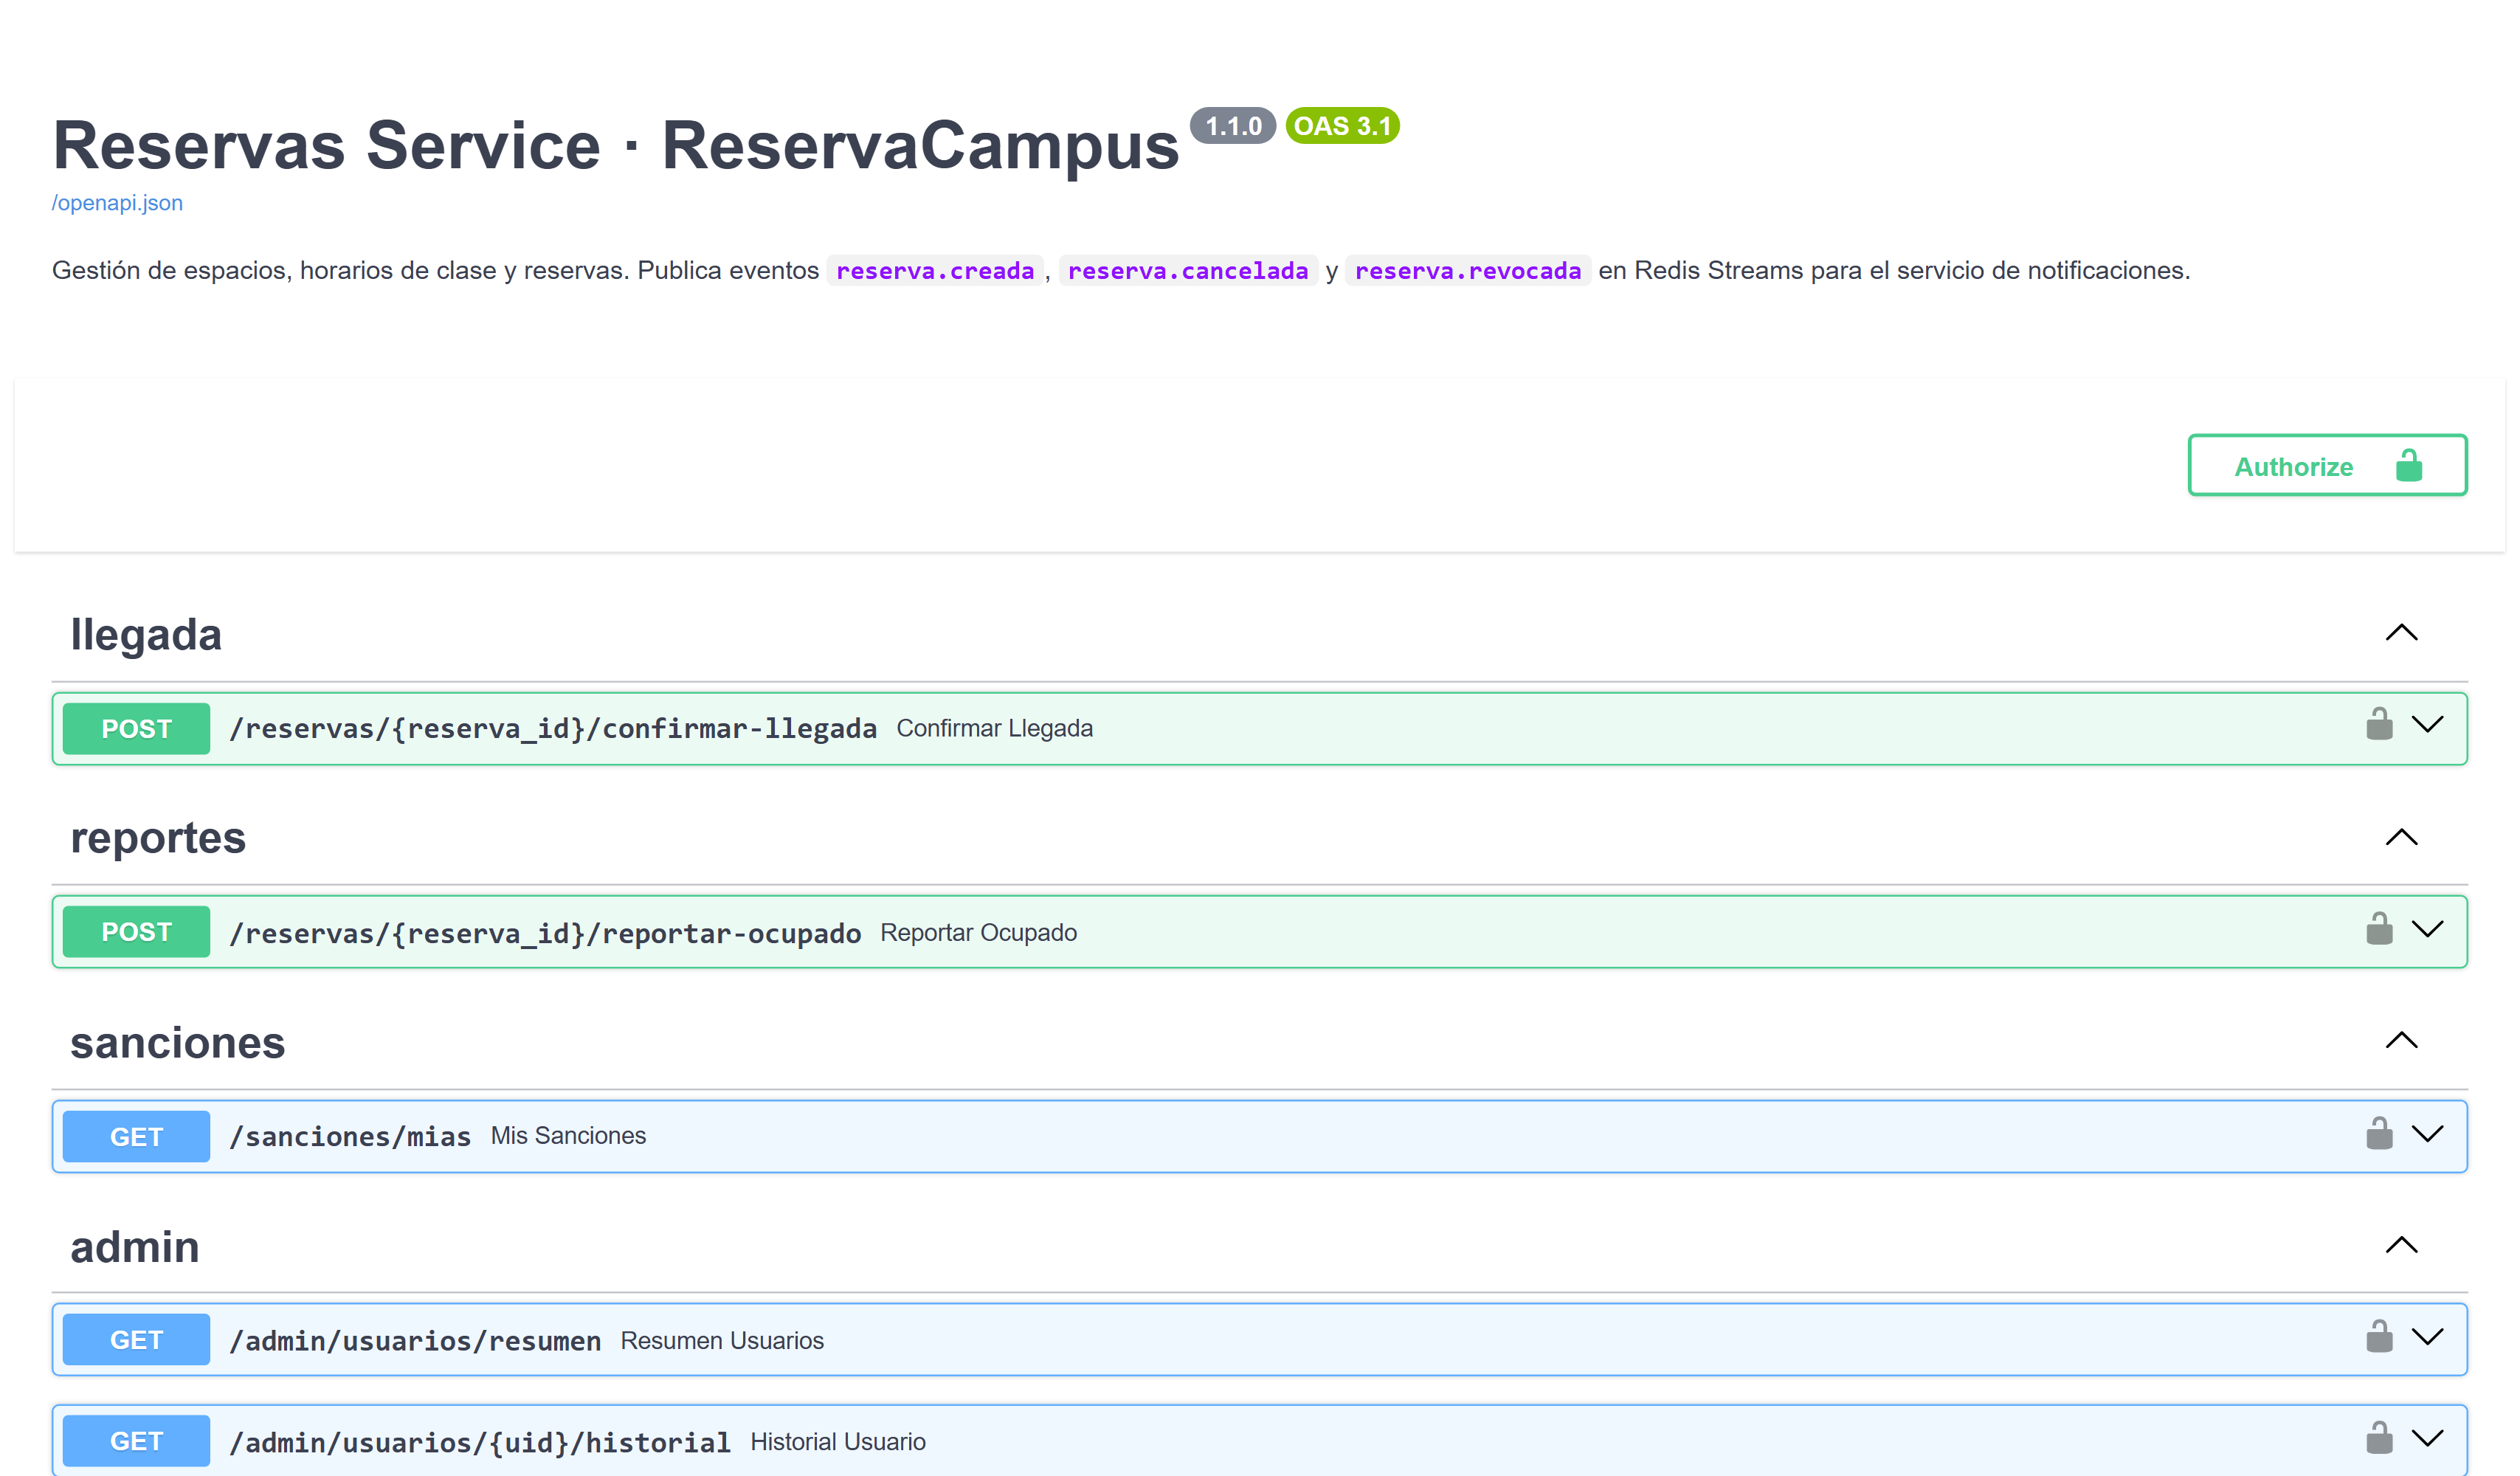 Reservas Service · ReservaCampus 1.1.0 OAS 3.1
/openapi.json
Gestión de espacios, horarios de clase y reservas. Publica eventos reserva.creada, reserva.cancelada y reserva.revocada en Redis Streams para el servicio de notificaciones.
Authorize
llegada
POST /reservas/{reserva_id}/confirmar-llegada Confirmar Llegada
reportes
POST /reservas/{reserva_id}/reportar-ocupado Reportar Ocupado
sanciones
GET /sanciones/mias Mis Sanciones
admin
GET /admin/usuarios/resumen Resumen Usuarios
GET /admin/usuarios/{uid}/historial Historial Usuario